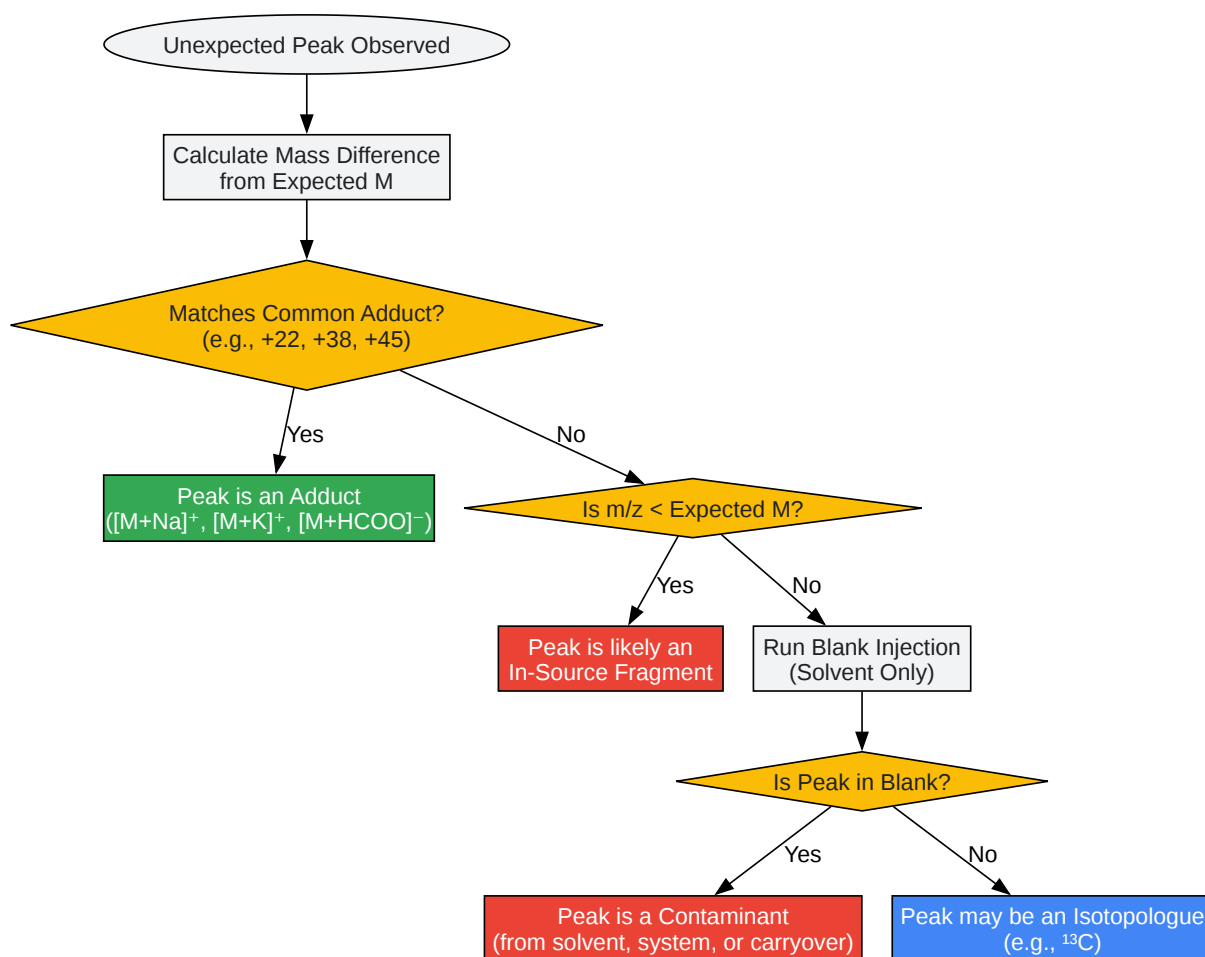 Unexpected Peak Observed
Calculate Mass Difference
from Expected M
Matches Common Adduct?
(e.g., +22, +38, +45)
Yes
No
Peak is an Adduct
([M+Na]⁺, [M+K]⁺, [M+HCOO]⁻)
Is m/z < Expected M?
Yes
No
Peak is likely an
In-Source Fragment
Run Blank Injection
(Solvent Only)
Is Peak in Blank?
Yes
No
Peak is a Contaminant
(from solvent, system, or carryover)
Peak may be an Isotopologue
(e.g., ¹³C)